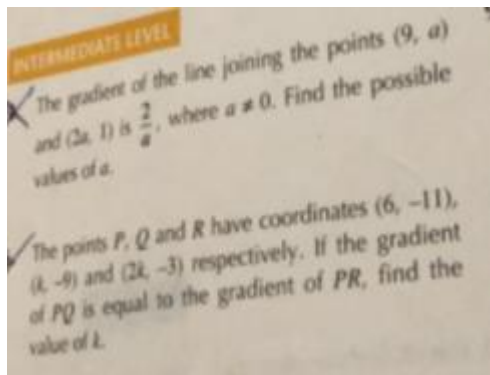 INTERMEDIATE LEVEL
The gradient of the line joining the points (9, a)
and (2a, 1) is 2/a, where a ≠ 0. Find the possible
values of a.
The points P, Q and R have coordinates (6, −11),
(k, −9) and (2k, −3) respectively. If the gradient
of PQ is equal to the gradient of PR, find the
value of k.